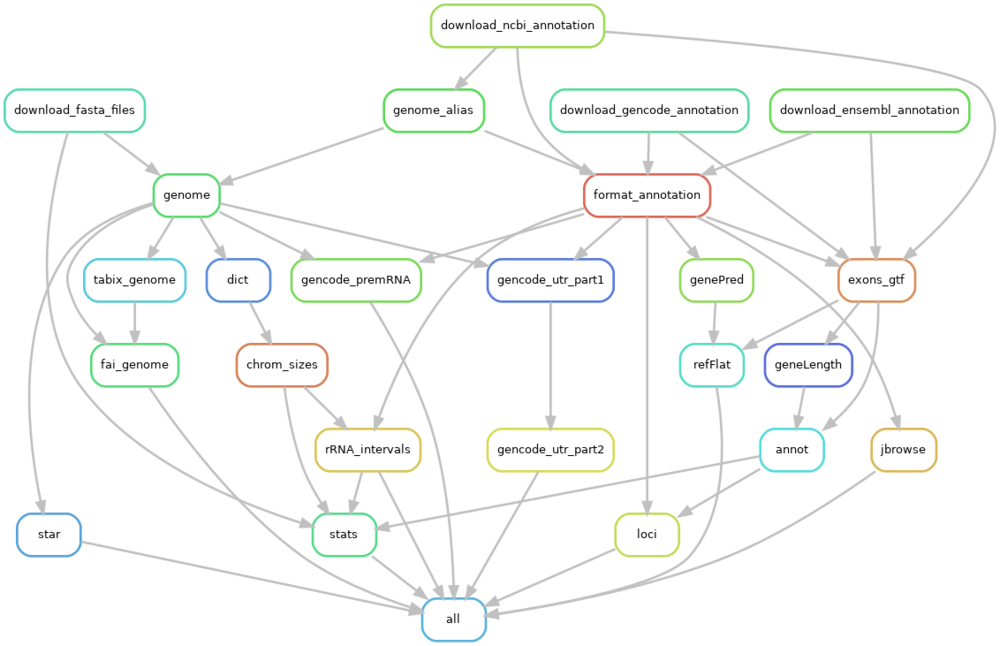 download_ncbi_annotation
download_fasta_files
genome_alias
download_gencode_annotation
download_ensembl_annotation
genome
format_annotation
tabix_genome
dict
gencode_premRNA
gencode_utr_part1
genePred
exons_gtf
fai_genome
chrom_sizes
refFlat
geneLength
rRNA_intervals
gencode_utr_part2
annot
jbrowse
star
stats
loci
all